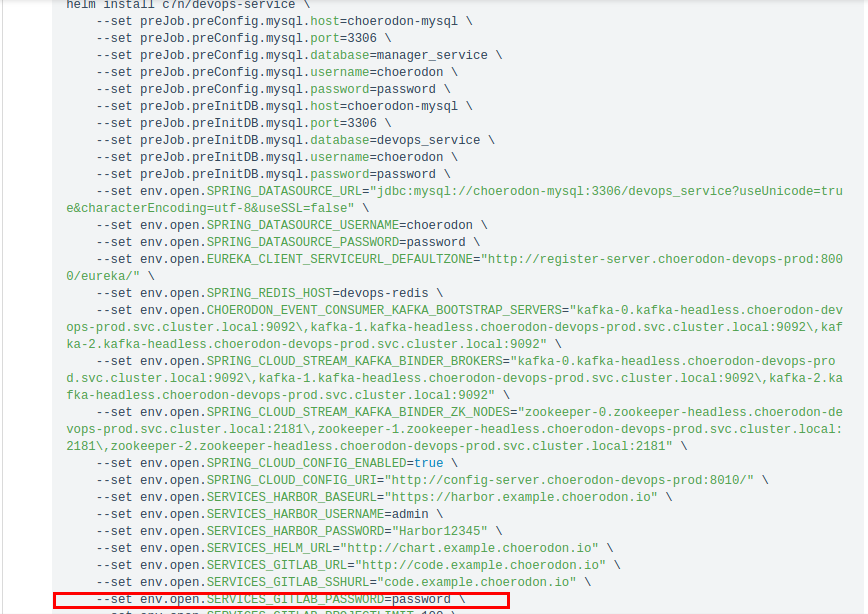 helm install c7n/devops-service \
--set preJob.preConfig.mysql.host=choerodon-mysql \
--set preJob.preConfig.mysql.port=3306 \
--set preJob.preConfig.mysql.database=manager_service \
--set preJob.preConfig.mysql.username=choerodon \
--set preJob.preConfig.mysql.password=password \
--set preJob.preInitDB.mysql.host=choerodon-mysql \
--set preJob.preInitDB.mysql.port=3306 \
--set preJob.preInitDB.mysql.database=devops_service \
--set preJob.preInitDB.mysql.username=choerodon \
--set preJob.preInitDB.mysql.password=password \
--set env.open.SPRING_DATASOURCE_URL="jdbc:mysql://choerodon-mysql:3306/devops_service?useUnicode=tru
e&characterEncoding=utf-8&useSSL=false" \
--set env.open.SPRING_DATASOURCE_USERNAME=choerodon \
--set env.open.SPRING_DATASOURCE_PASSWORD=password \
--set env.open.EUREKA_CLIENT_SERVICEURL_DEFAULTZONE="http://register-server.choerodon-devops-prod:800
0/eureka/" \
--set env.open.SPRING_REDIS_HOST=devops-redis \
--set env.open.CHOERODON_EVENT_CONSUMER_KAFKA_BOOTSTRAP_SERVERS="kafka-0.kafka-headless.choerodon-dev
ops-prod.svc.cluster.local:9092\,kafka-1.kafka-headless.choerodon-devops-prod.svc.cluster.local:9092\,kaf
ka-2.kafka-headless.choerodon-devops-prod.svc.cluster.local:9092" \
--set env.open.SPRING_CLOUD_STREAM_KAFKA_BINDER_BROKERS="kafka-0.kafka-headless.choerodon-devops-pro
d.svc.cluster.local:9092\,kafka-1.kafka-headless.choerodon-devops-prod.svc.cluster.local:9092\,kafka-2.ka
fka-headless.choerodon-devops-prod.svc.cluster.local:9092" \
--set env.open.SPRING_CLOUD_STREAM_KAFKA_BINDER_ZK_NODES="zookeeper-0.zookeeper-headless.choerodon-de
vops-prod.svc.cluster.local:2181\,zookeeper-1.zookeeper-headless.choerodon-devops-prod.svc.cluster.local:
2181\,zookeeper-2.zookeeper-headless.choerodon-devops-prod.svc.cluster.local:2181" \
--set env.open.SPRING_CLOUD_CONFIG_ENABLED=true \
--set env.open.SPRING_CLOUD_CONFIG_URI="http://config-server.choerodon-devops-prod:8010/" \
--set env.open.SERVICES_HARBOR_BASEURL="https://harbor.example.choerodon.io" \
--set env.open.SERVICES_HARBOR_USERNAME=admin \
--set env.open.SERVICES_HARBOR_PASSWORD="Harbor12345" \
--set env.open.SERVICES_HELM_URL="http://chart.example.choerodon.io" \
--set env.open.SERVICES_GITLAB_URL="http://code.example.choerodon.io" \
--set env.open.SERVICES_GITLAB_SSHURL="code.example.choerodon.io" \
--set env.open.SERVICES_GITLAB_PASSWORD=password \
--set env.open.SERVICES_GITLAB_PROJECTLIMIT=100 \